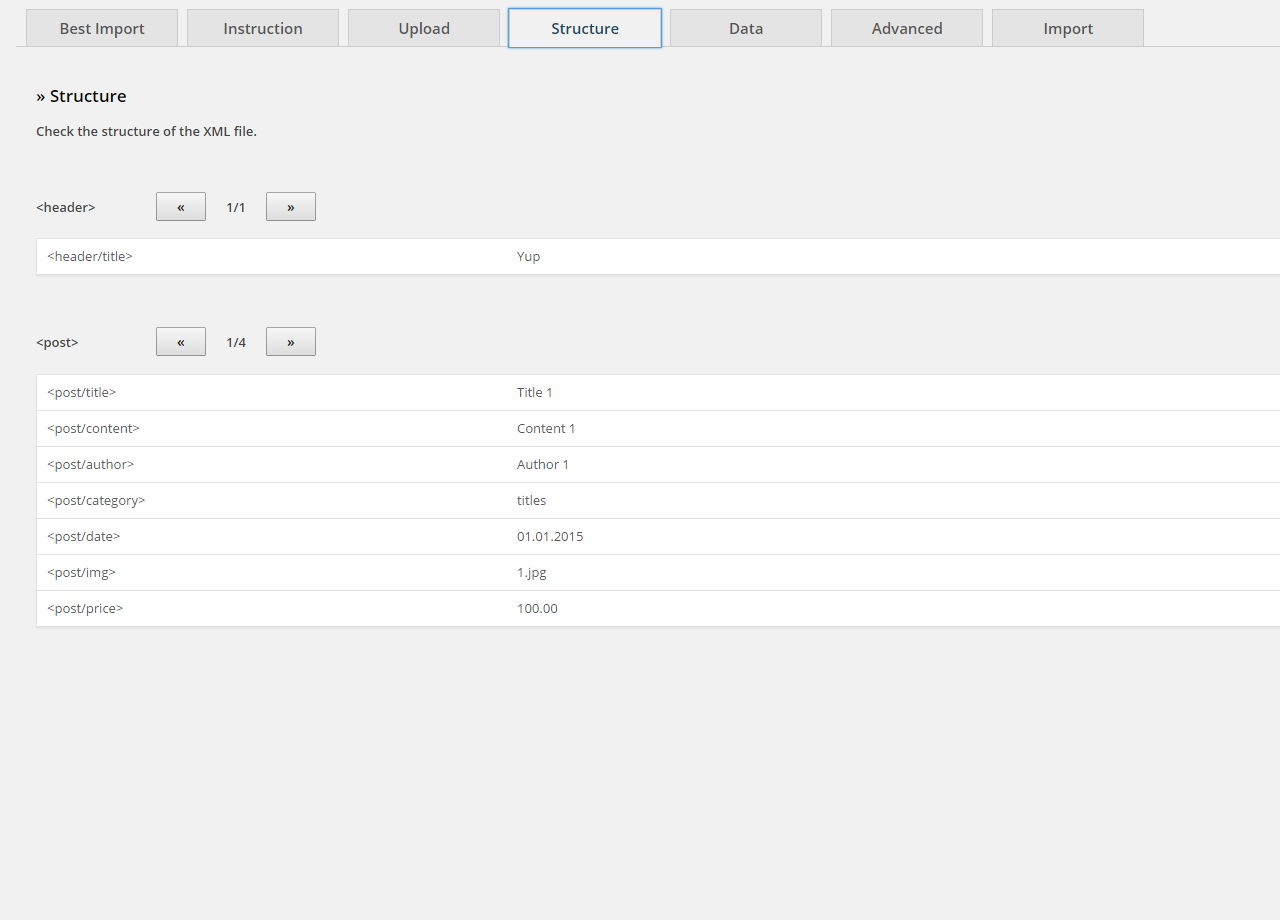 Best Import Instruction Upload Structure Data Advanced Import
» Structure
Check the structure of the XML file.
<header> « 1/1 »
<header/title> Yup
<post> « 1/4 »
<post/title> Title 1
<post/content> Content 1
<post/author> Author 1
<post/category> titles
<post/date> 01.01.2015
<post/img> 1.jpg
<post/price> 100.00